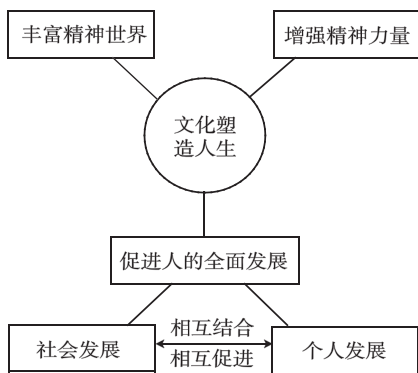 丰富精神世界
增强精神力量
文化塑
造人生
促进人的全面发展
相互结合
社会发展
相互促进
个人发展